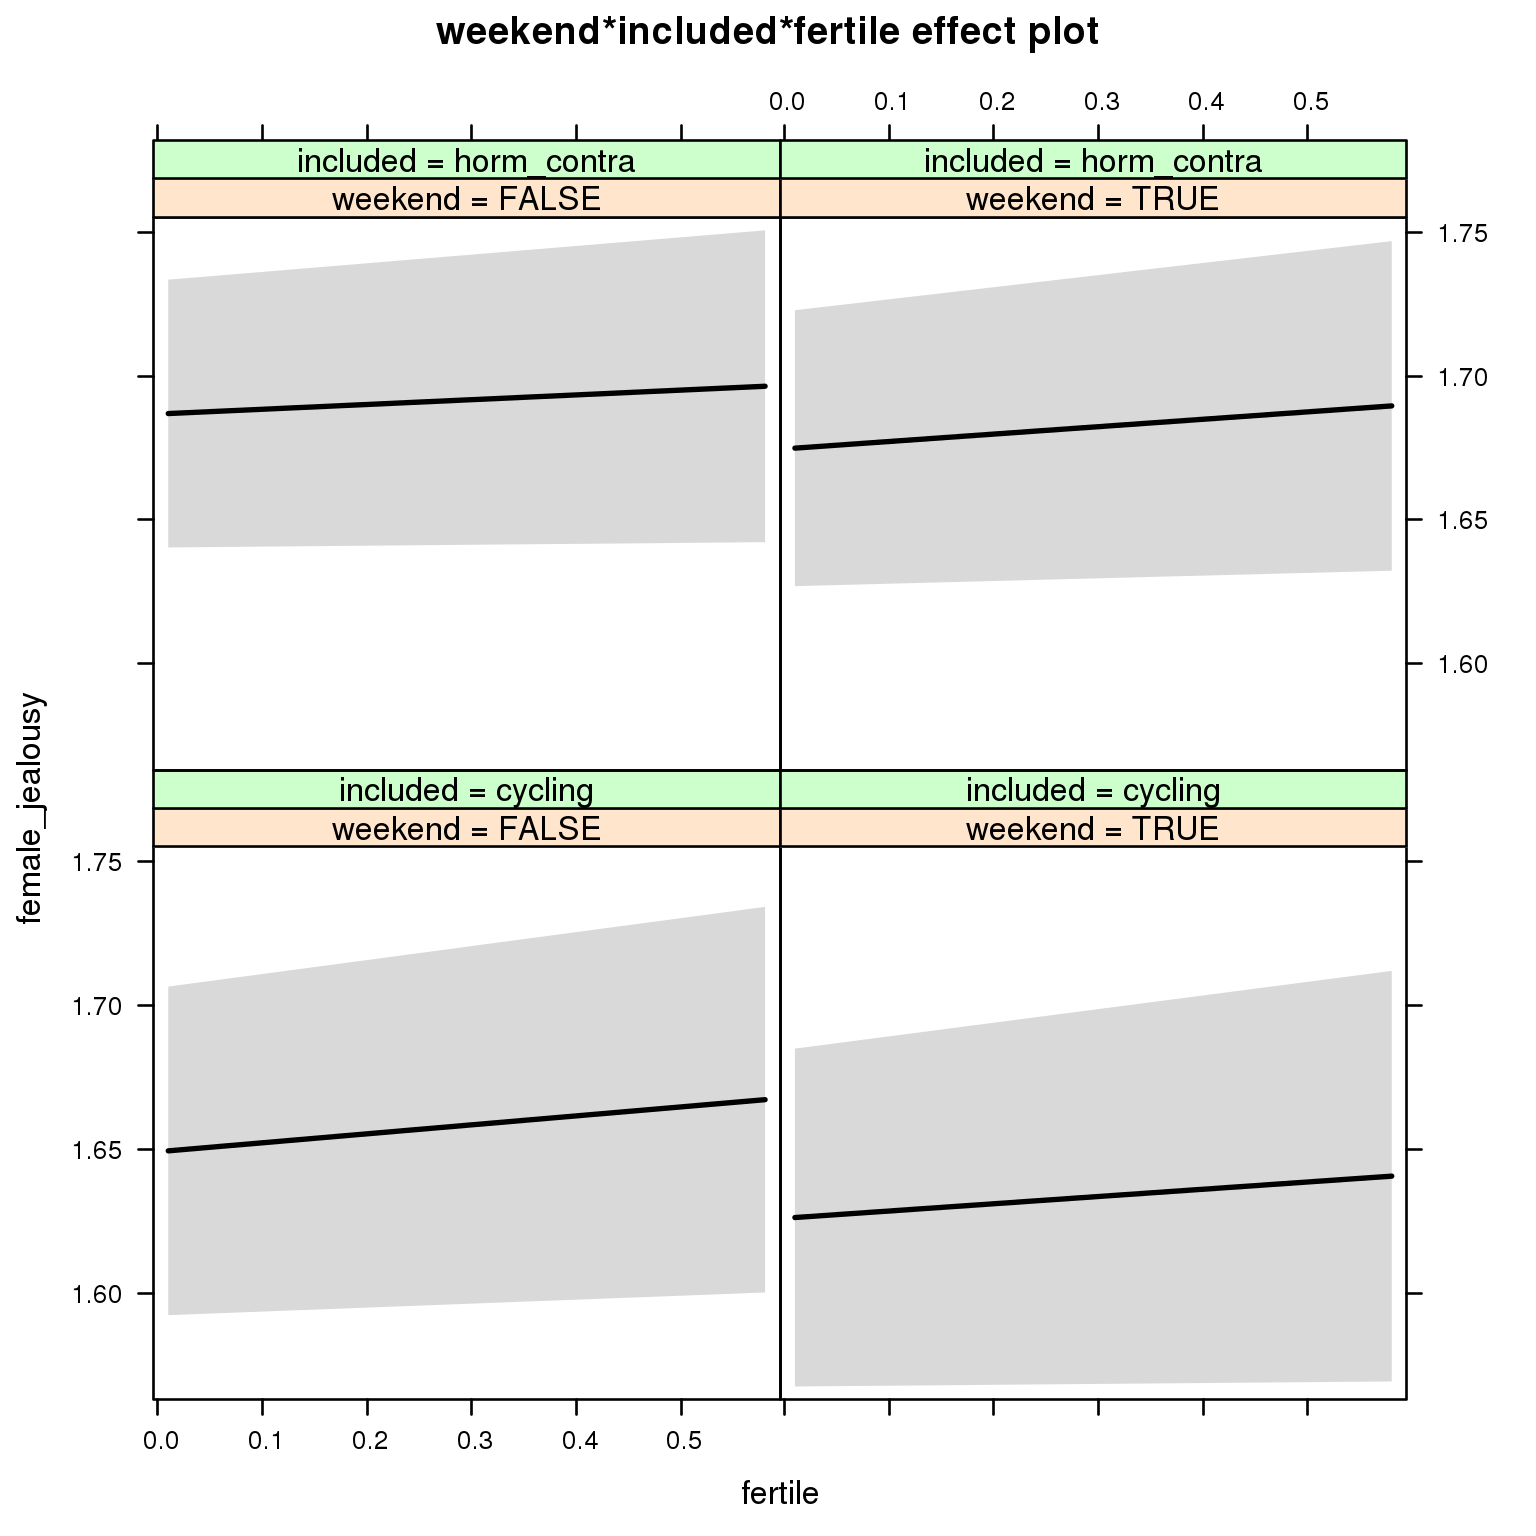 weekend*included*fertile effect plot
0.0 0.1 0.2 0.3 0.4 0.5
included = horm_contra included = horm_contra
weekend = FALSE weekend = TRUE
1.75
1.70
1.65
1.60
included = cycling included = cycling
weekend = FALSE weekend = TRUE
female_jealousy
1.75
1.70
1.65
1.60
0.0 0.1 0.2 0.3 0.4 0.5
fertile